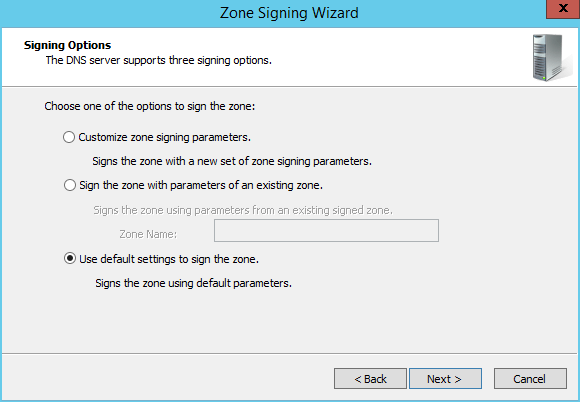 Zone Signing Wizard
x
Signing Options
The DNS server supports three signing options.
Choose one of the options to sign the zone:
Customize zone signing parameters.
Signs the zone with a new set of zone signing parameters.
Sign the zone with parameters of an existing zone.
Signs the zone using parameters from an existing signed zone.
Zone Name:
Use default settings to sign the zone.
Signs the zone using default parameters.
< Back Next > Cancel